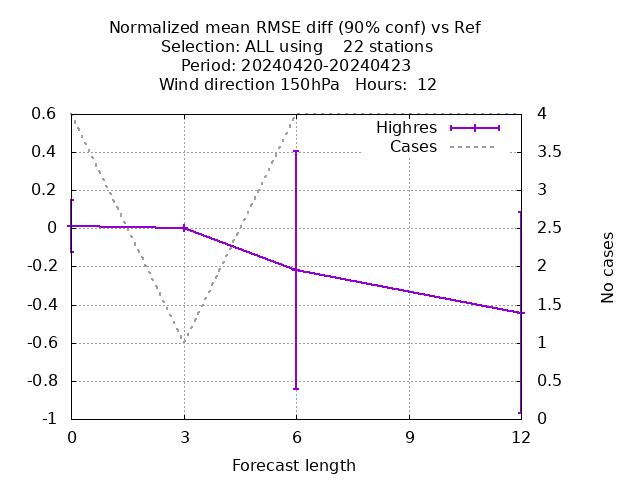 Normalized mean RMSE diff (90% conf) vs Ref
Selection: ALL using    22 stations
Period: 20240420-20240423
Wind direction 150hPa   Hours:  12
Highres
Cases
0.6
0.4
0.2
0
-0.2
-0.4
-0.6
-0.8
-1
4
3.5
3
2.5
2
1.5
1
0.5
0
No cases
0
3
6
9
12
Forecast length